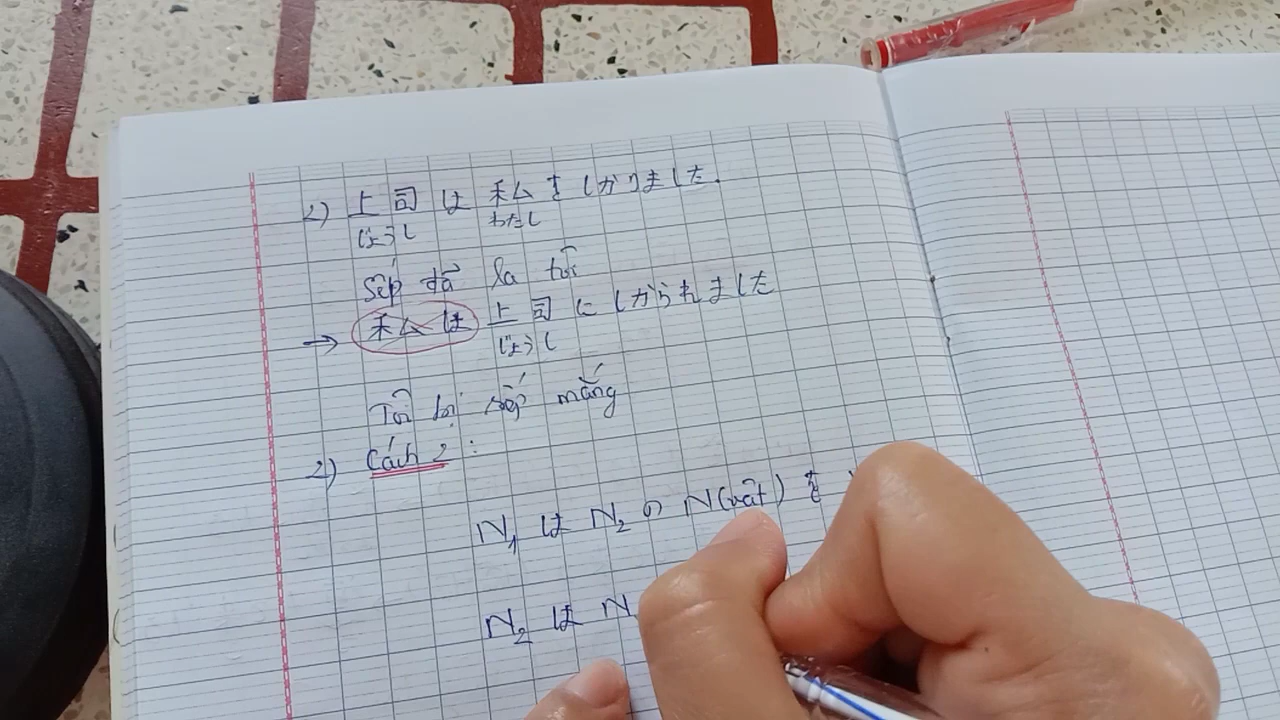 2) 上司は私をしかりました.
じょうし わたし
Sếp đã la tôi
→ 私は上司にしかられました
じょうし
Tôi bị sếp mắng
2) Cách 2 :
N1 は N2 の N(vật) を
N2 は N